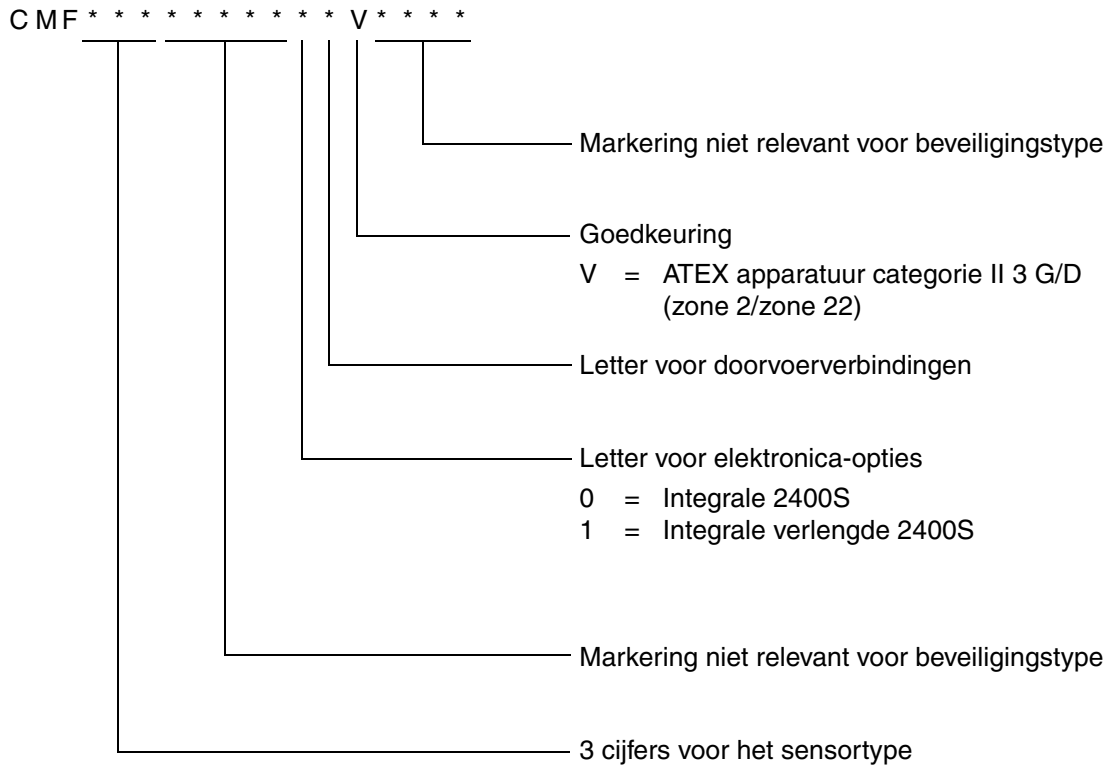 CMF* * * * * * * * * * V * * * *
Markering niet relevant voor beveiligingstype
Goedkeuring
V = ATEX apparatuur categorie II 3 G/D
(zone 2/zone 22)
Letter voor doorvoerverbindingen
Letter voor elektronica-opties
0 = Integrale 2400S
1 = Integrale verlengde 2400S
Markering niet relevant voor beveiligingstype
3 cijfers voor het sensortype